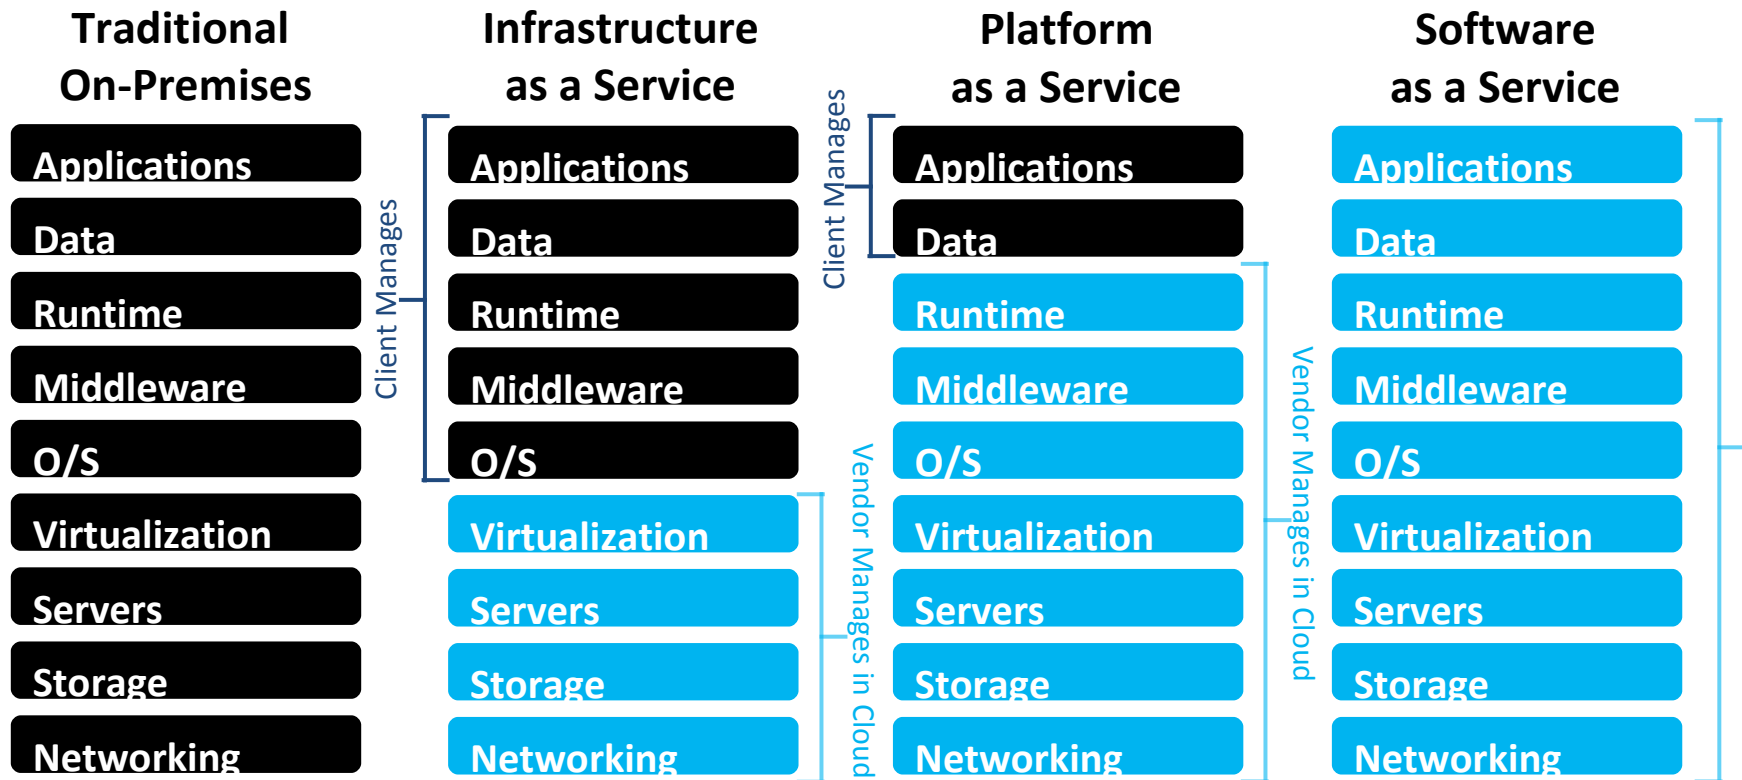 Traditional
On-Premises
Applications
Data
Runtime
Middleware
O/S
Virtualization
Servers
Storage
Networking
Client Manages
Infrastructure
as a Service
Applications
Data
Runtime
Middleware
O/S
Virtualization
Servers
Storage
Networking
Vendor Manages in Cloud
Client Manages
Platform
as a Service
Applications
Data
Runtime
Middleware
O/S
Virtualization
Servers
Storage
Networking
Vendor Manages in Cloud
Software
as a Service
Applications
Data
Runtime
Middleware
O/S
Virtualization
Servers
Storage
Networking